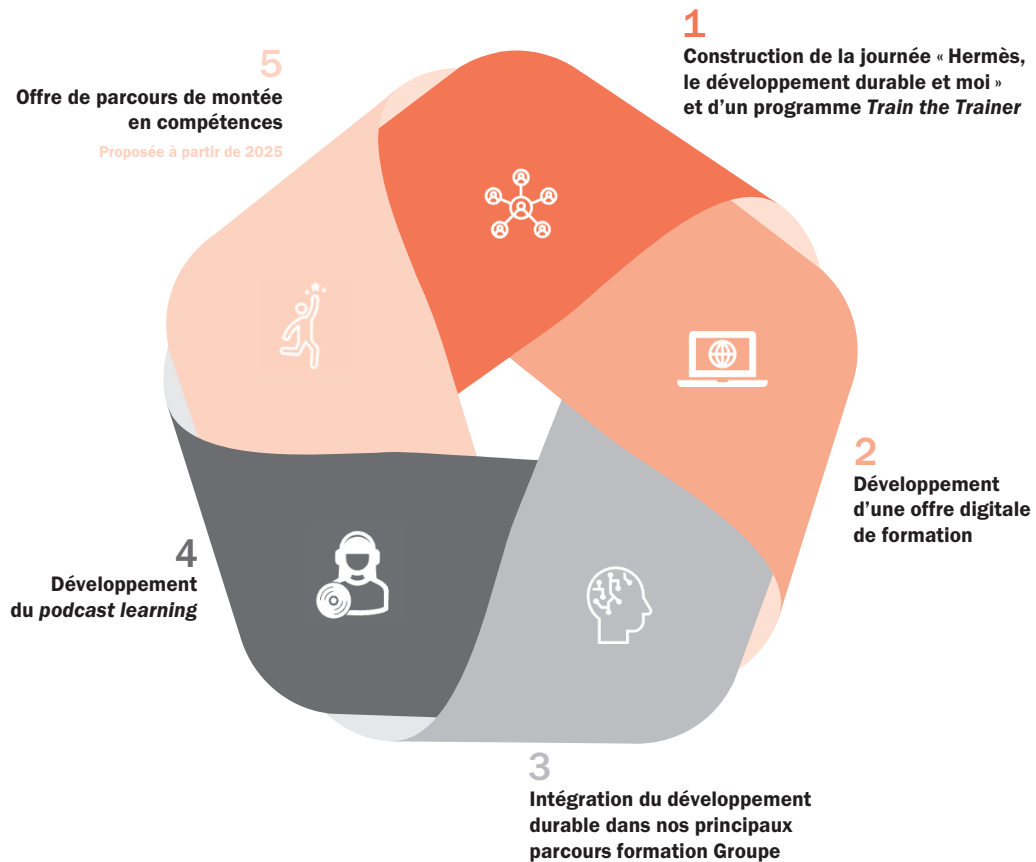 1
Construction de la journée « Hermès,
le développement durable et moi »
et d'un programme Train the Trainer
2
Développement
d'une offre digitale
de formation
3
Intégration du développement
durable dans nos principaux
parcours formation Groupe
4
Développement
du podcast learning
5
Offre de parcours de montée
en compétences
Proposée à partir de 2025